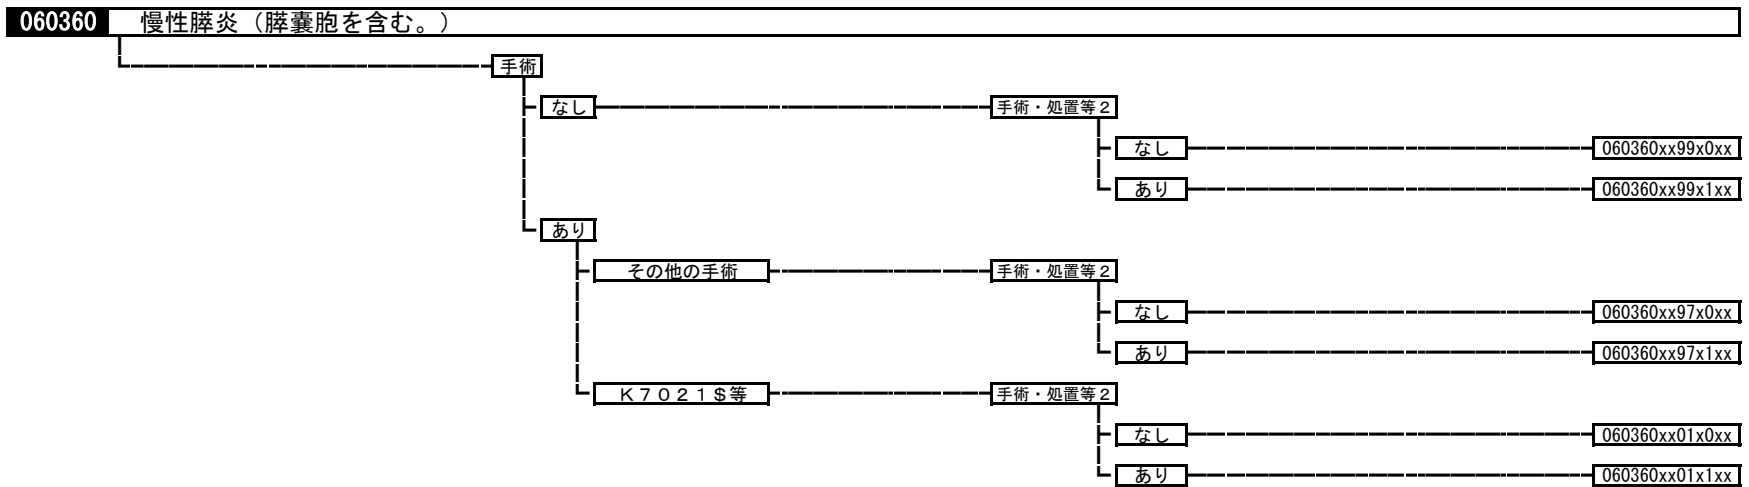 060360 慢性膵炎（膵嚢胞を含む。）
手術
なし 手術・処置等２
なし 060360xx99x0xx
あり 060360xx99x1xx
あり
その他の手術 手術・処置等２
なし 060360xx97x0xx
あり 060360xx97x1xx
Ｋ７０２１＄等 手術・処置等２
なし 060360xx01x0xx
あり 060360xx01x1xx